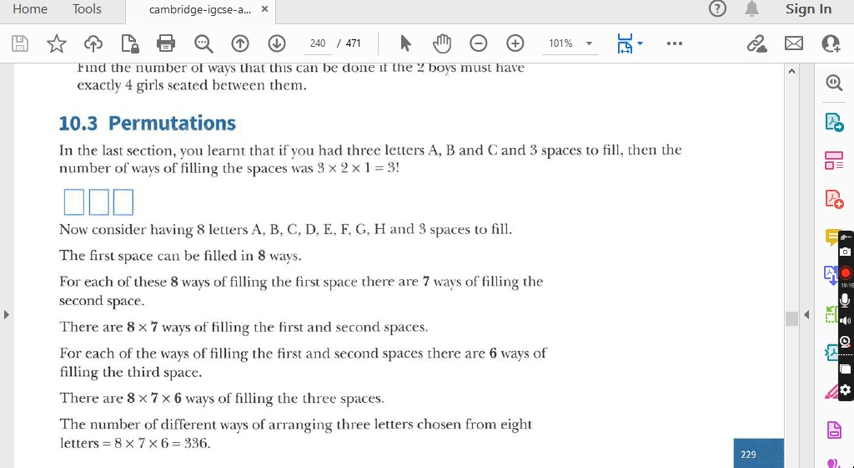 Home Tools cambridge-igcse-a... × Sign In
240 / 471 101%
Find the number of ways that this can be done if the 2 boys must have
exactly 4 girls seated between them.
10.3 Permutations
In the last section, you learnt that if you had three letters A, B and C and 3 spaces to fill, then the
number of ways of filling the spaces was 3 × 2 × 1 = 3!
Now consider having 8 letters A, B, C, D, E, F, G, H and 3 spaces to fill.
The first space can be filled in 8 ways.
For each of these 8 ways of filling the first space there are 7 ways of filling the
second space.
There are 8 × 7 ways of filling the first and second spaces.
For each of the ways of filling the first and second spaces there are 6 ways of
filling the third space.
There are 8 × 7 × 6 ways of filling the three spaces.
The number of different ways of arranging three letters chosen from eight
letters = 8 × 7 × 6 = 336.
229